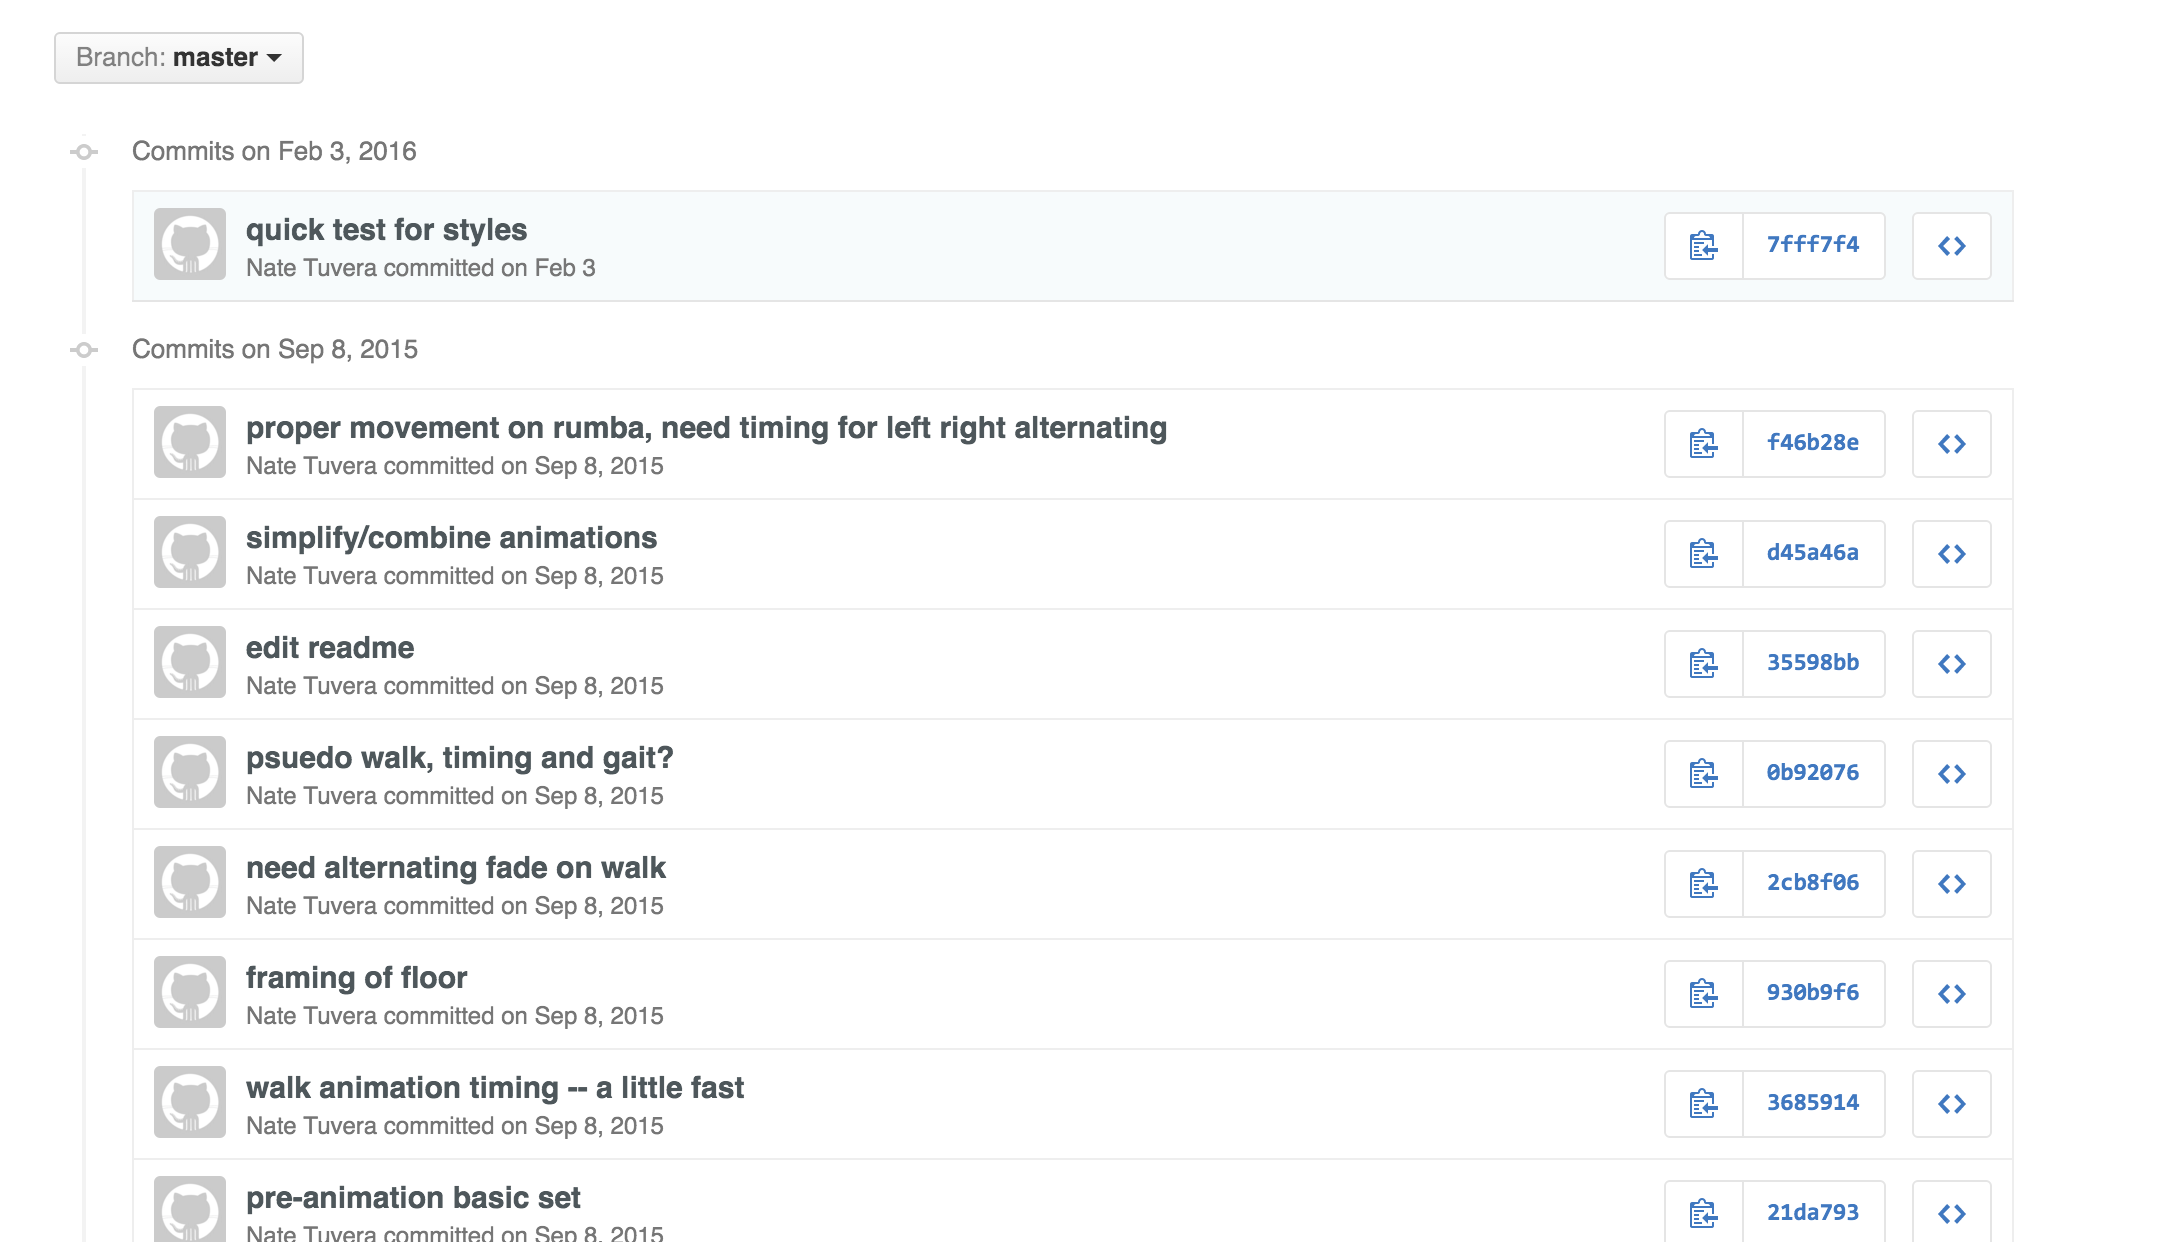 Branch: master
Commits on Feb 3, 2016
quick test for styles
Nate Tuvera committed on Feb 3
7fff7f4
Commits on Sep 8, 2015
proper movement on rumba, need timing for left right alternating
Nate Tuvera committed on Sep 8, 2015
f46b28e
simplify/combine animations
Nate Tuvera committed on Sep 8, 2015
d45a46a
edit readme
Nate Tuvera committed on Sep 8, 2015
35598bb
psuedo walk, timing and gait?
Nate Tuvera committed on Sep 8, 2015
0b92076
need alternating fade on walk
Nate Tuvera committed on Sep 8, 2015
2cb8f06
framing of floor
Nate Tuvera committed on Sep 8, 2015
930b9f6
walk animation timing -- a little fast
Nate Tuvera committed on Sep 8, 2015
3685914
pre-animation basic set
Nate Tuvera committed on Sep 8, 2015
21da793